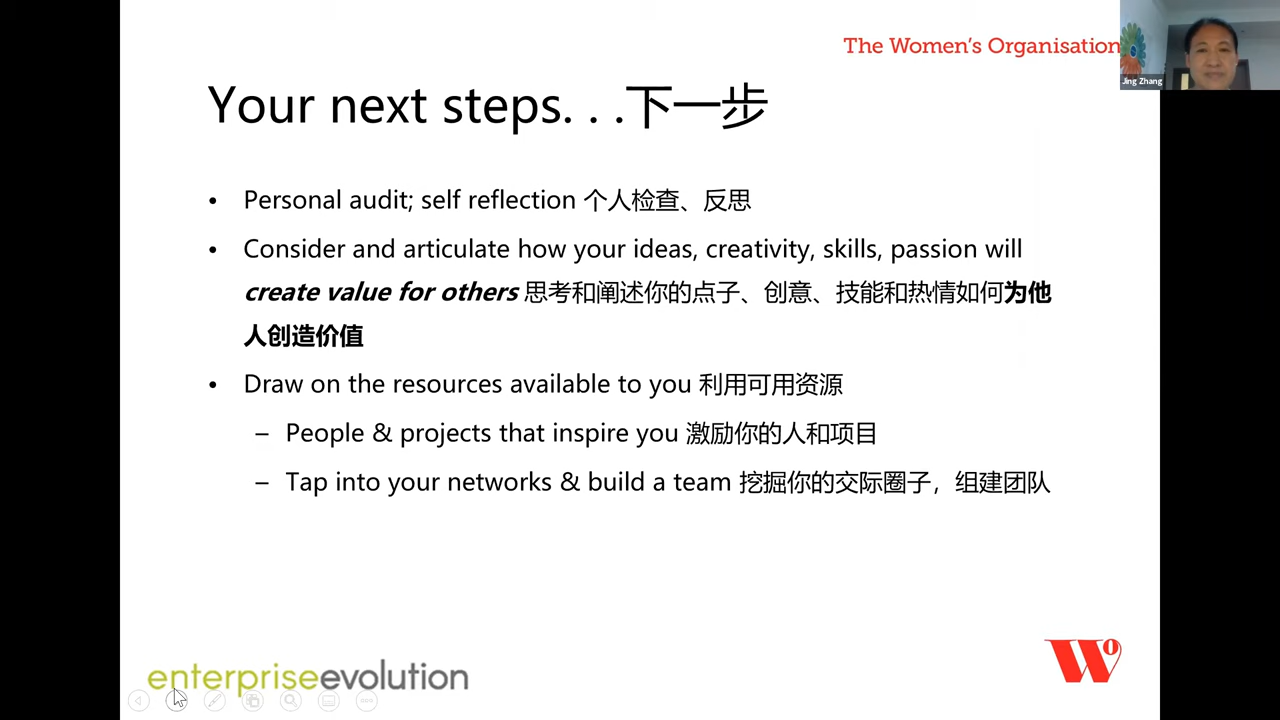 The Women's Organisation
Jing Zhang
Your next steps. . .下一步
• Personal audit; self reflection 个人检查、反思
• Consider and articulate how your ideas, creativity, skills, passion will
create value for others 思考和阐述你的点子、创意、技能和热情如何为他
人创造价值
• Draw on the resources available to you 利用可用资源
– People & projects that inspire you 激励你的人和项目
– Tap into your networks & build a team 挖掘你的交际圈子，组建团队
enterpriseevolution
Wo